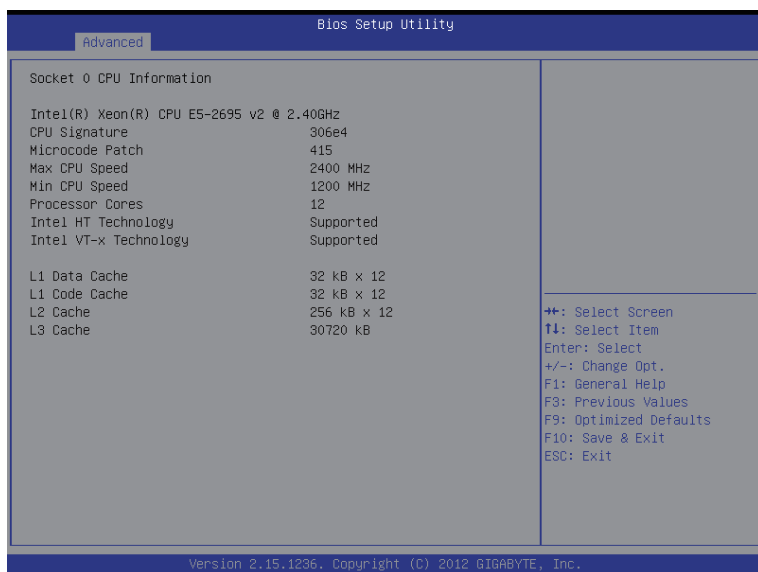 Bios Setup Utility
Advanced
Socket 0 CPU Information
Intel(R) Xeon(R) CPU E5-2695 v2 @ 2.40GHz
CPU Signature 306e4
Microcode Patch 415
Max CPU Speed 2400 MHz
Min CPU Speed 1200 MHz
Processor Cores 12
Intel HT Technology Supported
Intel VT-x Technology Supported
L1 Data Cache 32 kB x 12
L1 Code Cache 32 kB x 12
L2 Cache 256 kB x 12
L3 Cache 30720 kB
→←: Select Screen
↑↓: Select Item
Enter: Select
+/-: Change Opt.
F1: General Help
F3: Previous Values
F9: Optimized Defaults
F10: Save & Exit
ESC: Exit
Version 2.15.1236. Copyright (C) 2012 GIGABYTE, Inc.